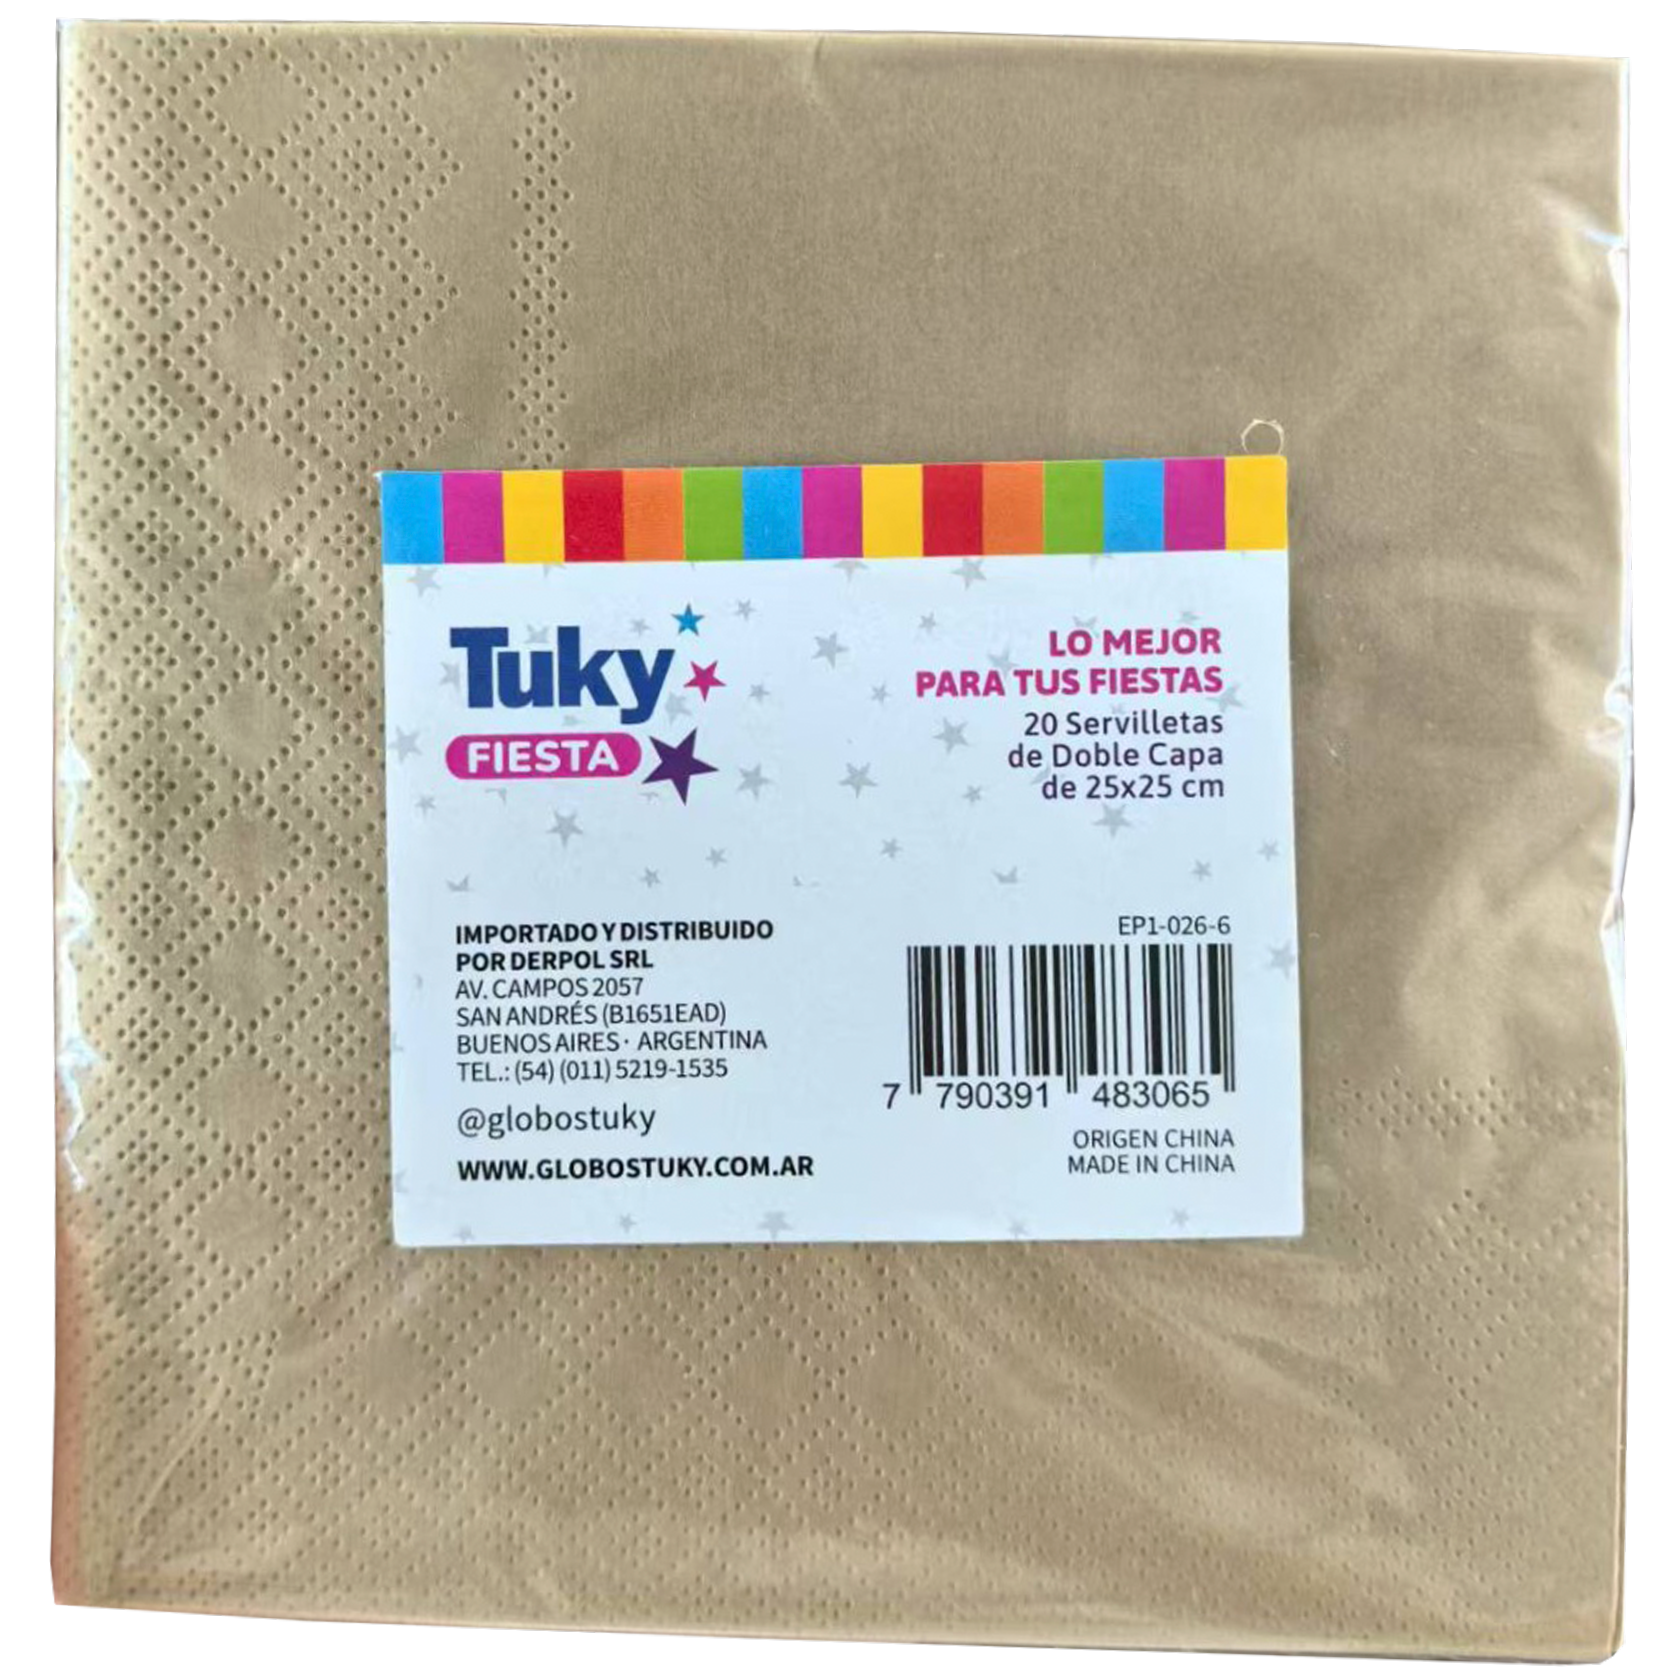 Tuky
FIESTA
LO MEJOR
PARA TUS FIESTAS
20 Servilletas
de Doble Capa
de 25x25 cm
IMPORTADO Y DISTRIBUIDO
POR DERPOL SRL
AV. CAMPOS 2057
SAN ANDRÉS (B1651EAD)
BUENOS AIRES · ARGENTINA
TEL.: (54) (011) 5219-1535
@globostuky
WWW.GLOBOSTUKY.COM.AR
EP1-026-6
7 790391 483065
ORIGEN CHINA
MADE IN CHINA